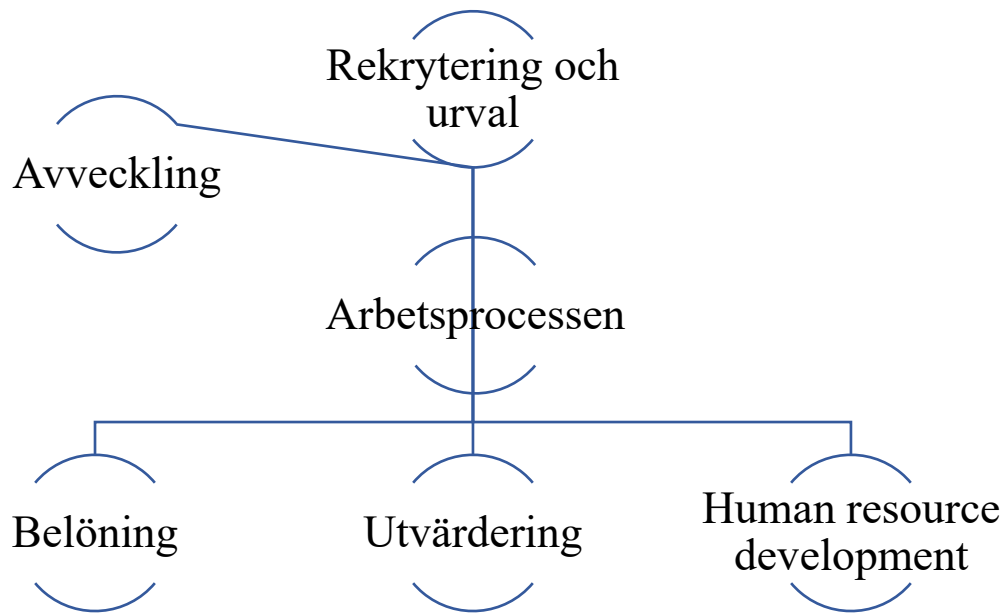 Rekrytering och
urval
Avveckling
Arbetsprocessen
Belöning
Utvärdering
Human resource
development